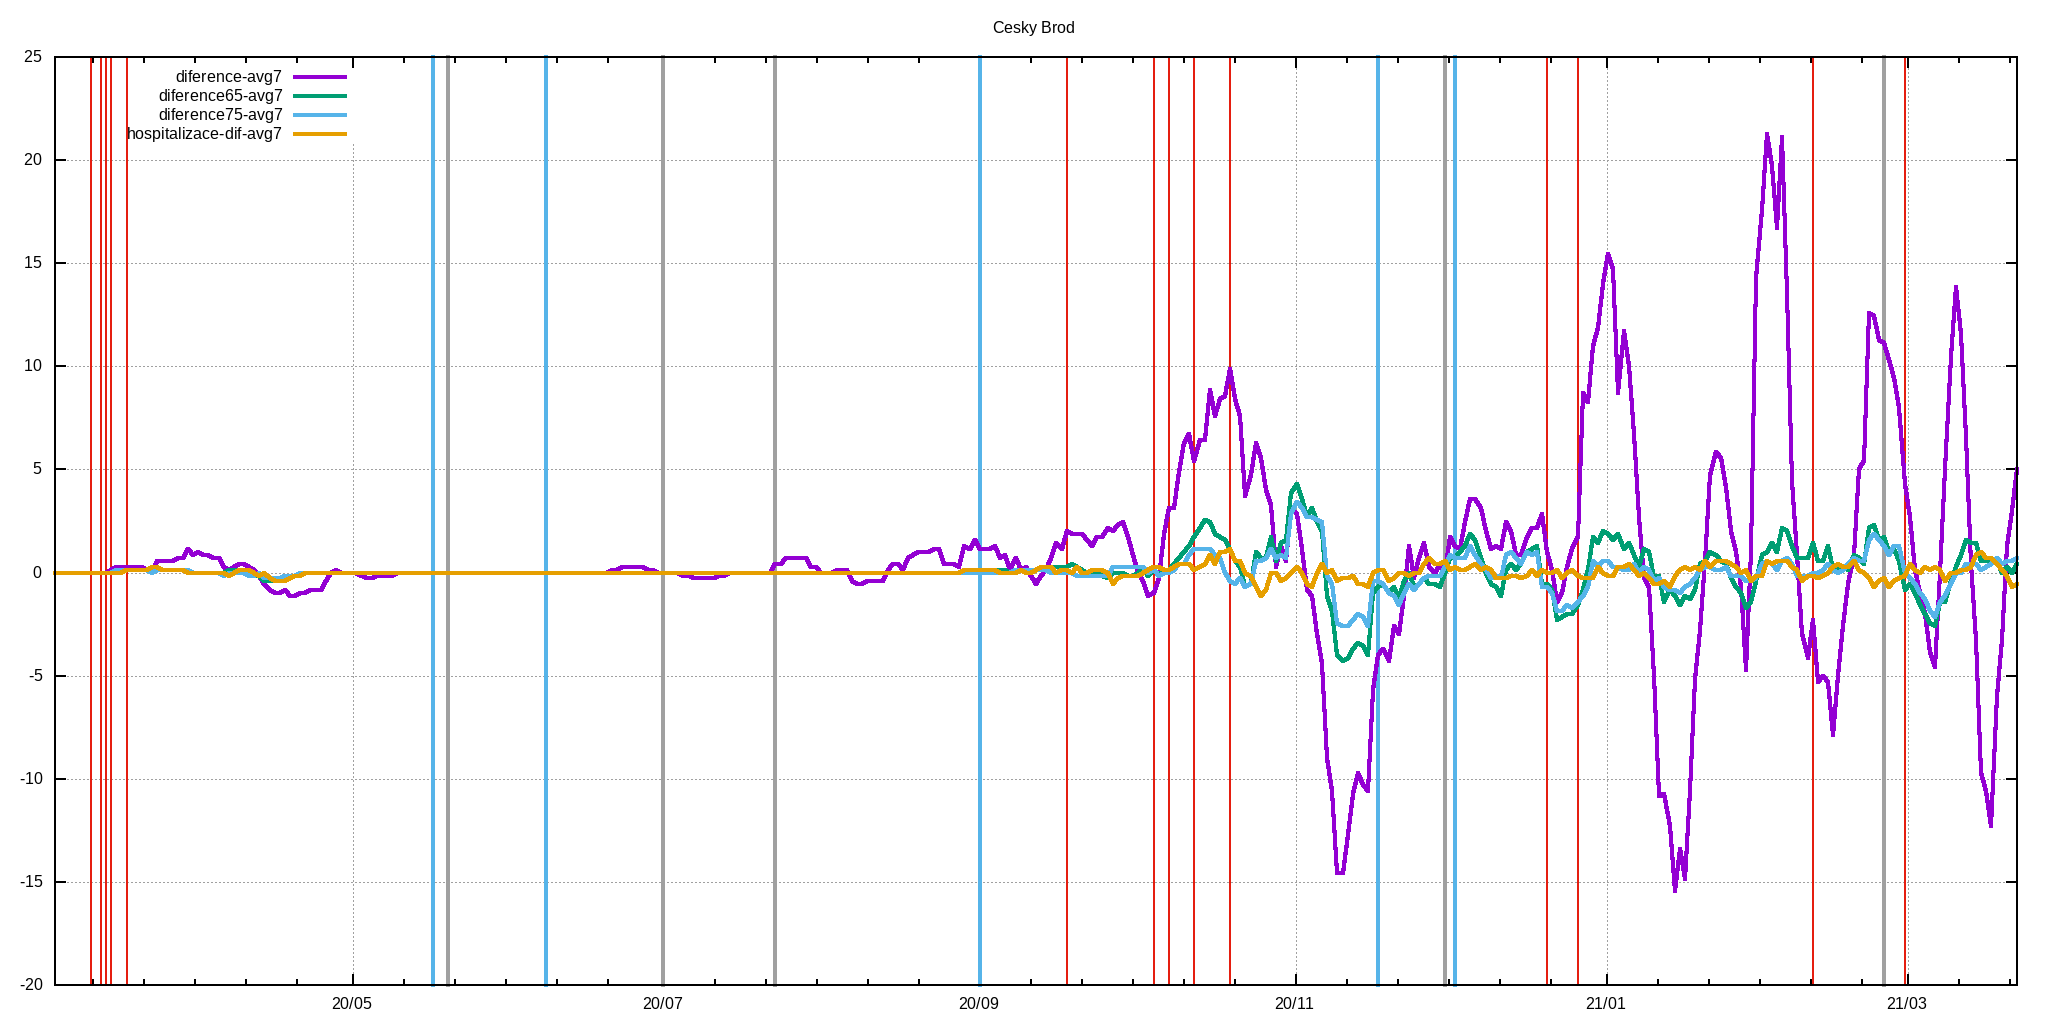 Cesky Brod
diference-avg7
diference65-avg7
diference75-avg7
hospitalizace-dif-avg7
25
20
15
10
5
0
-5
-10
-15
-20
20/05 20/07 20/09 20/11 21/01 21/03